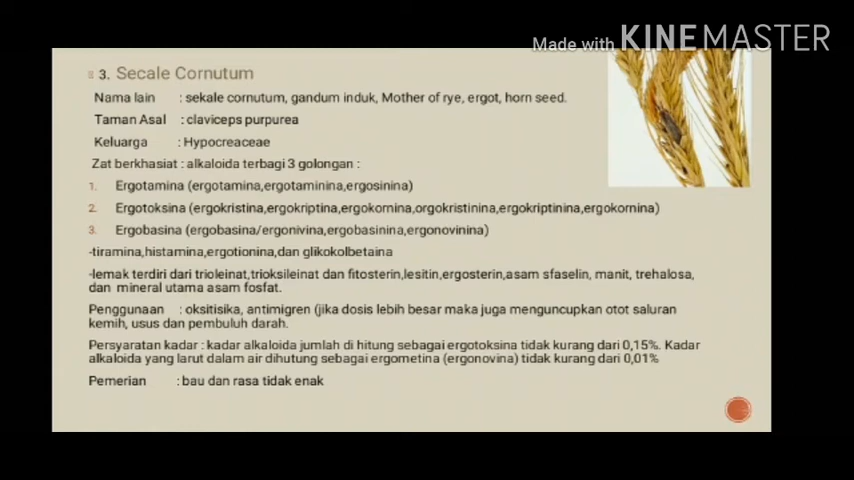 Made with KINEMASTER
3. Secale Cornutum
Nama lain : sekale cornutum, gandum induk, Mother of rye, ergot, horn seed.
Taman Asal : claviceps purpurea
Keluarga : Hypocreaceae
Zat berkhasiat : alkaloida terbagi 3 golongan :
1. Ergotamina (ergotamina,ergotaminina,ergosinina)
2. Ergotoksina (ergokristina,ergokriptina,ergokornina,orgokristinina,ergokriptinina,ergokornina)
3. Ergobasina (ergobasina/ergonivina,ergobasinina,ergonovinina)
-tiramina,histamina,ergotionina,dan glikokolbetaina
-lemak terdiri dari trioleinat,trioksileinat dan fitosterin,lesitin,ergosterin,asam sfaselin, manit, trehalosa,
dan mineral utama asam fosfat.
Penggunaan : oksitisika, antimigren (jika dosis lebih besar maka juga menguncupkan otot saluran
kemih, usus dan pembuluh darah.
Persyaratan kadar : kadar alkaloida jumlah di hitung sebagai ergotoksina tidak kurang dari 0,15%. Kadar
alkaloida yang larut dalam air dihutung sebagai ergometina (ergonovina) tidak kurang dari 0,01%
Pemerian : bau dan rasa tidak enak